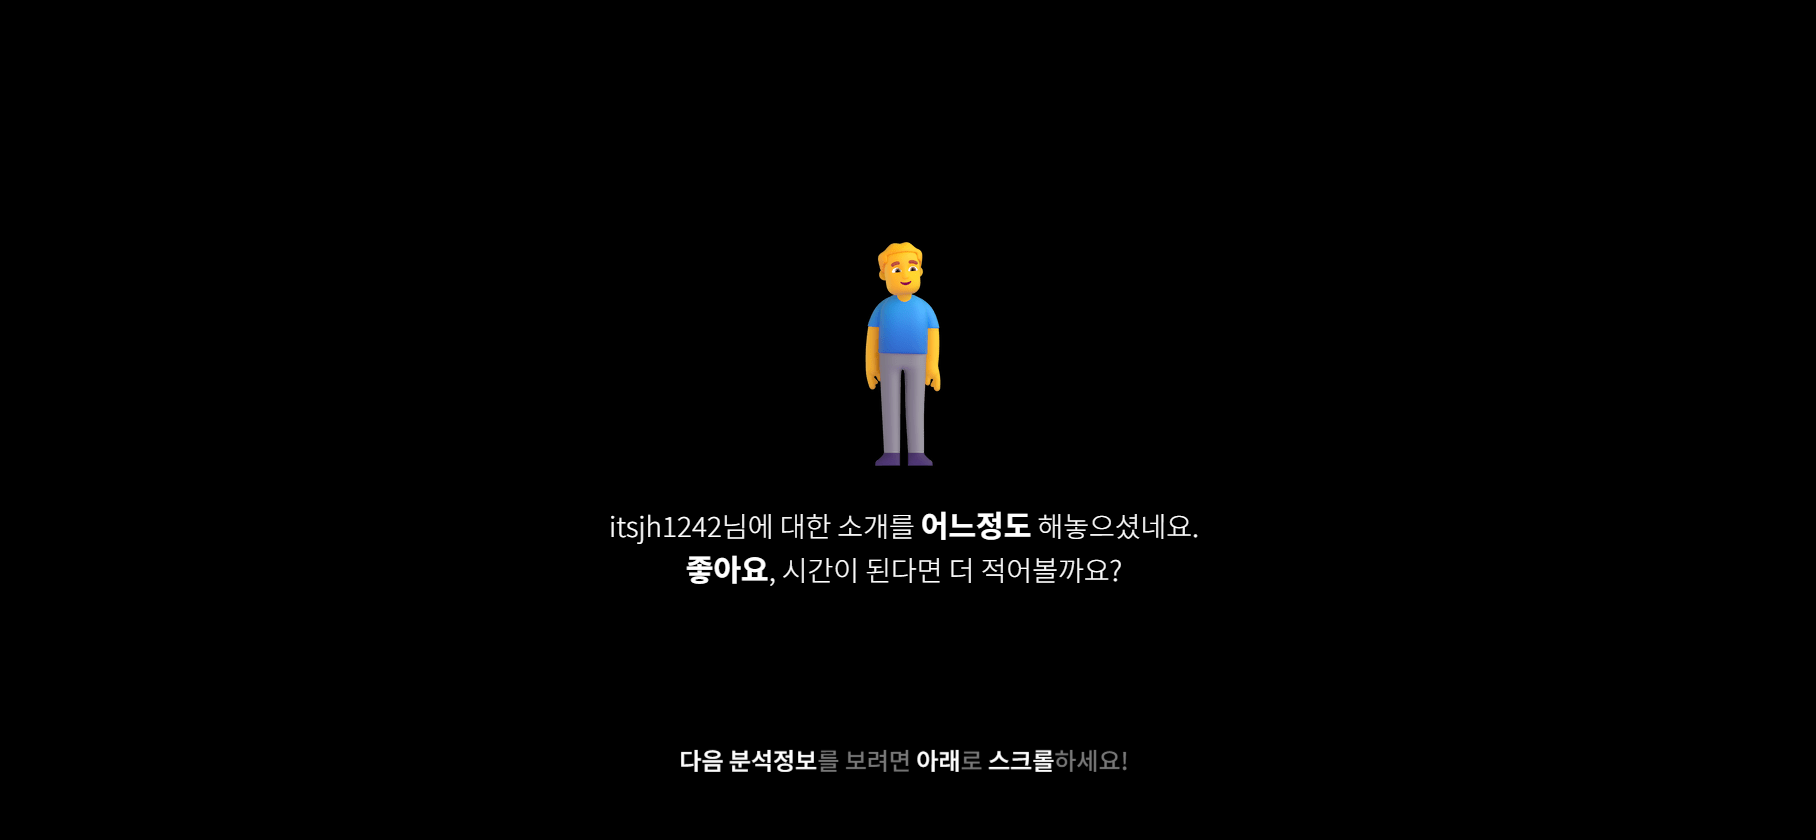 itsjh1242님에 대한 소개를 어느정도 해놓으셨네요.
좋아요, 시간이 된다면 더 적어볼까요?
다음 분석정보를 보려면 아래로 스크롤하세요!